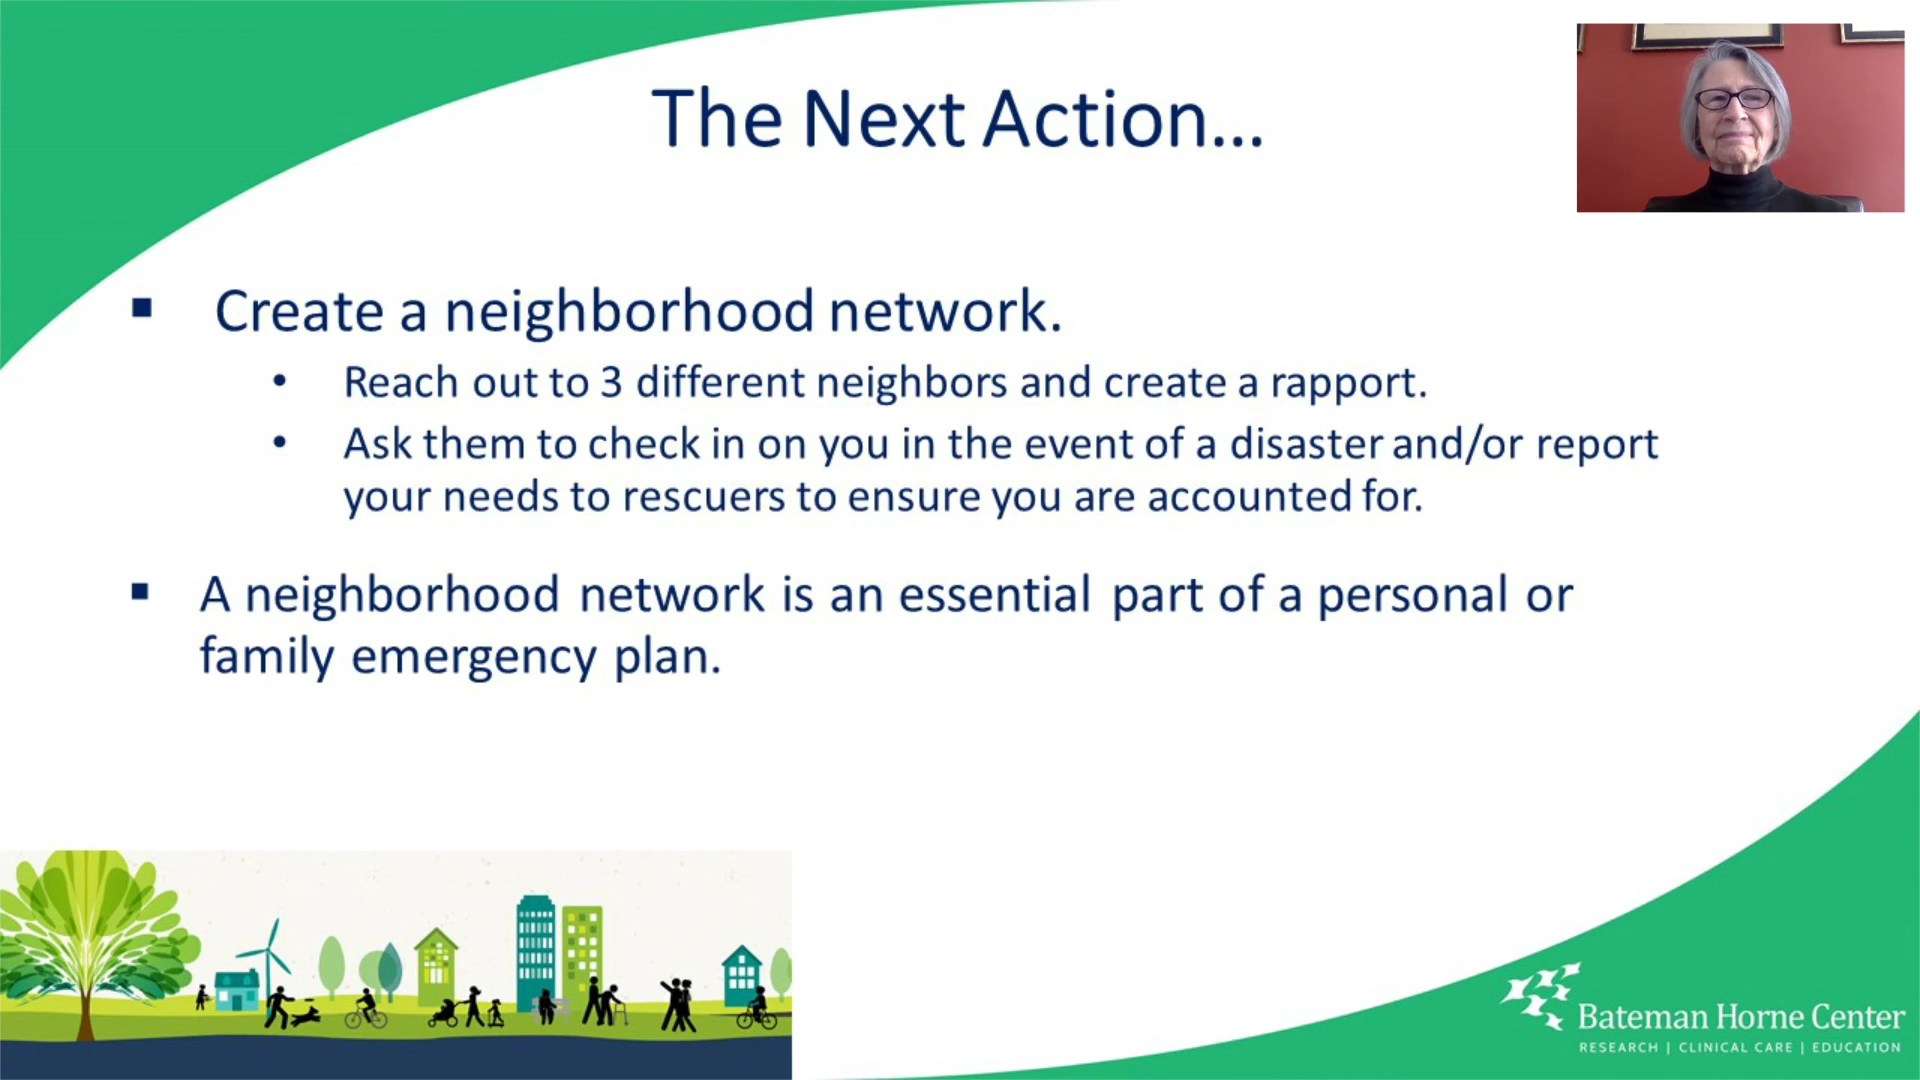 The Next Action...
▪ Create a neighborhood network.
• Reach out to 3 different neighbors and create a rapport.
• Ask them to check in on you in the event of a disaster and/or report
your needs to rescuers to ensure you are accounted for.
▪ A neighborhood network is an essential part of a personal or
family emergency plan.
Bateman Horne Center
RESEARCH | CLINICAL CARE | EDUCATION